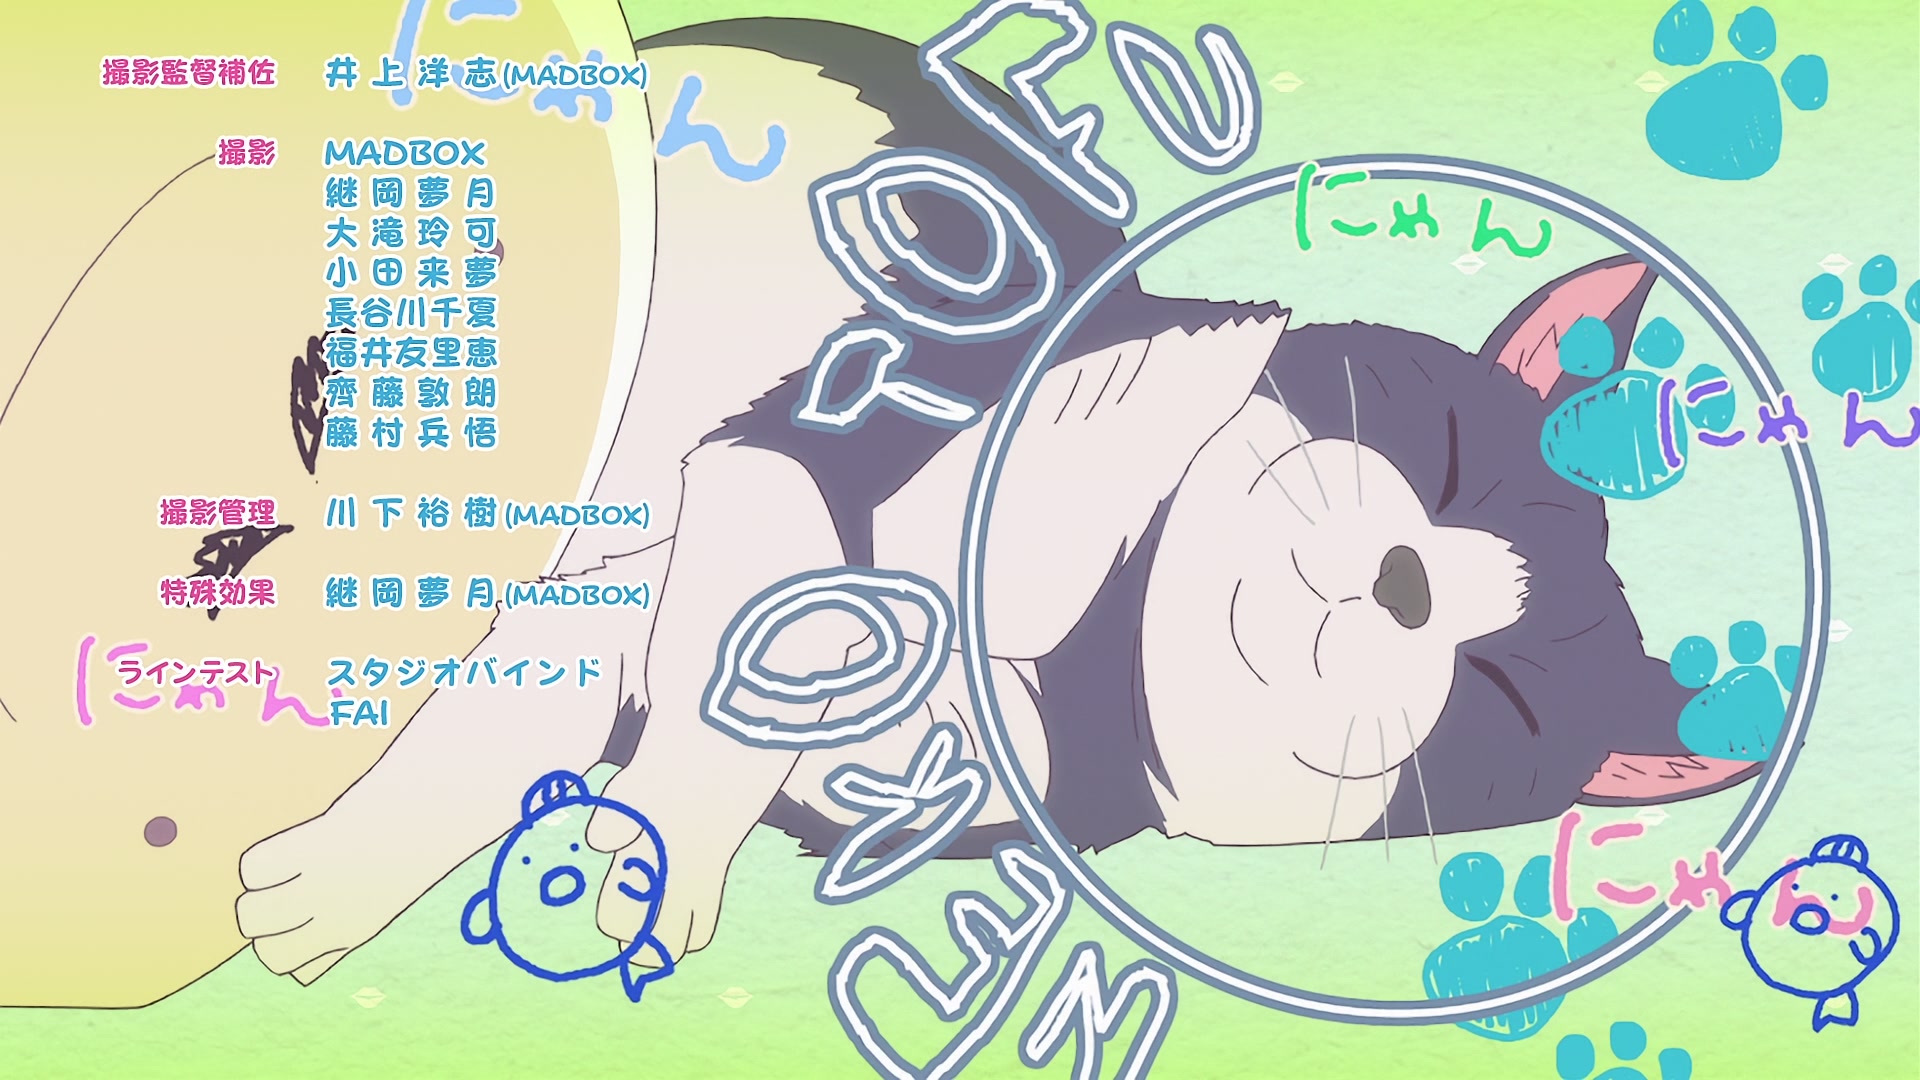 撮影監督補佐 井上洋志(MADBOX)
撮影 MADBOX
継岡夢月
大滝玲可
小田来夢
長谷川千夏
福井友里恵
齊藤敦朗
藤村兵悟
撮影管理 川下裕樹(MADBOX)
特殊効果 継岡夢月(MADBOX)
ラインテスト スタジオバインド
FAI
にゃん
にゃん
にゃん
にゃん
にゃん